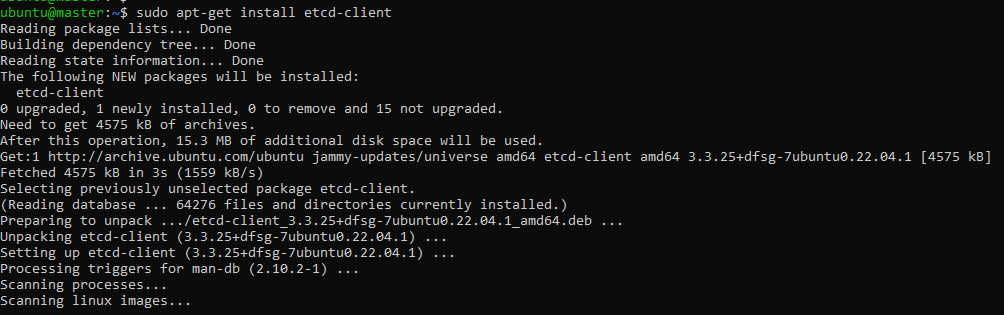 ubuntu@master:~$ sudo apt-get install etcd-client
Reading package lists... Done
Building dependency tree... Done
Reading state information... Done
The following NEW packages will be installed:
  etcd-client
0 upgraded, 1 newly installed, 0 to remove and 15 not upgraded.
Need to get 4575 kB of archives.
After this operation, 15.3 MB of additional disk space will be used.
Get:1 http://archive.ubuntu.com/ubuntu jammy-updates/universe amd64 etcd-client amd64 3.3.25+dfsg-7ubuntu0.22.04.1 [4575 kB]
Fetched 4575 kB in 3s (1559 kB/s)
Selecting previously unselected package etcd-client.
(Reading database ... 64276 files and directories currently installed.)
Preparing to unpack .../etcd-client_3.3.25+dfsg-7ubuntu0.22.04.1_amd64.deb ...
Unpacking etcd-client (3.3.25+dfsg-7ubuntu0.22.04.1) ...
Setting up etcd-client (3.3.25+dfsg-7ubuntu0.22.04.1) ...
Processing triggers for man-db (2.10.2-1) ...
Scanning processes...
Scanning linux images...